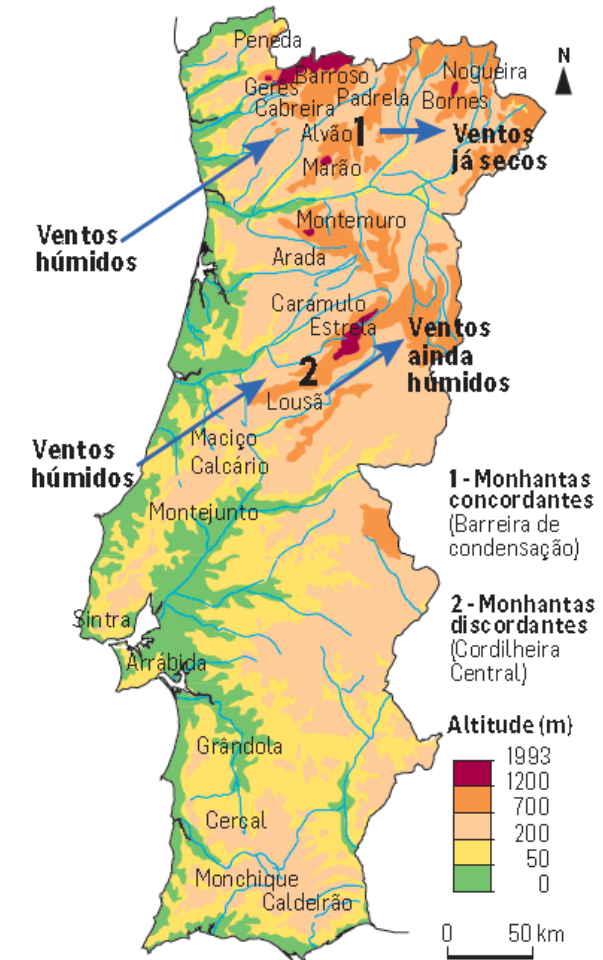 Peneda
N
Barroso
Nogueira
Gerês
Padrela
Bornes
Cabreira
Alvão
1
Ventos
já secos
Marão
Ventos
húmidos
Montemuro
Arada
Caramulo
Estrela
Ventos
ainda
húmidos
2
Lousã
Ventos
húmidos
Maciço
Calcário
Montejunto
1 - Monhantas
concordantes
(Barreira de
condensação)
2 - Monhantas
discordantes
(Cordilheira
Central)
Sintra
Arrábida
Grândola
Cercal
Monchique
Caldeirão
Altitude (m)
1993
1200
700
200
50
0
0 50 km